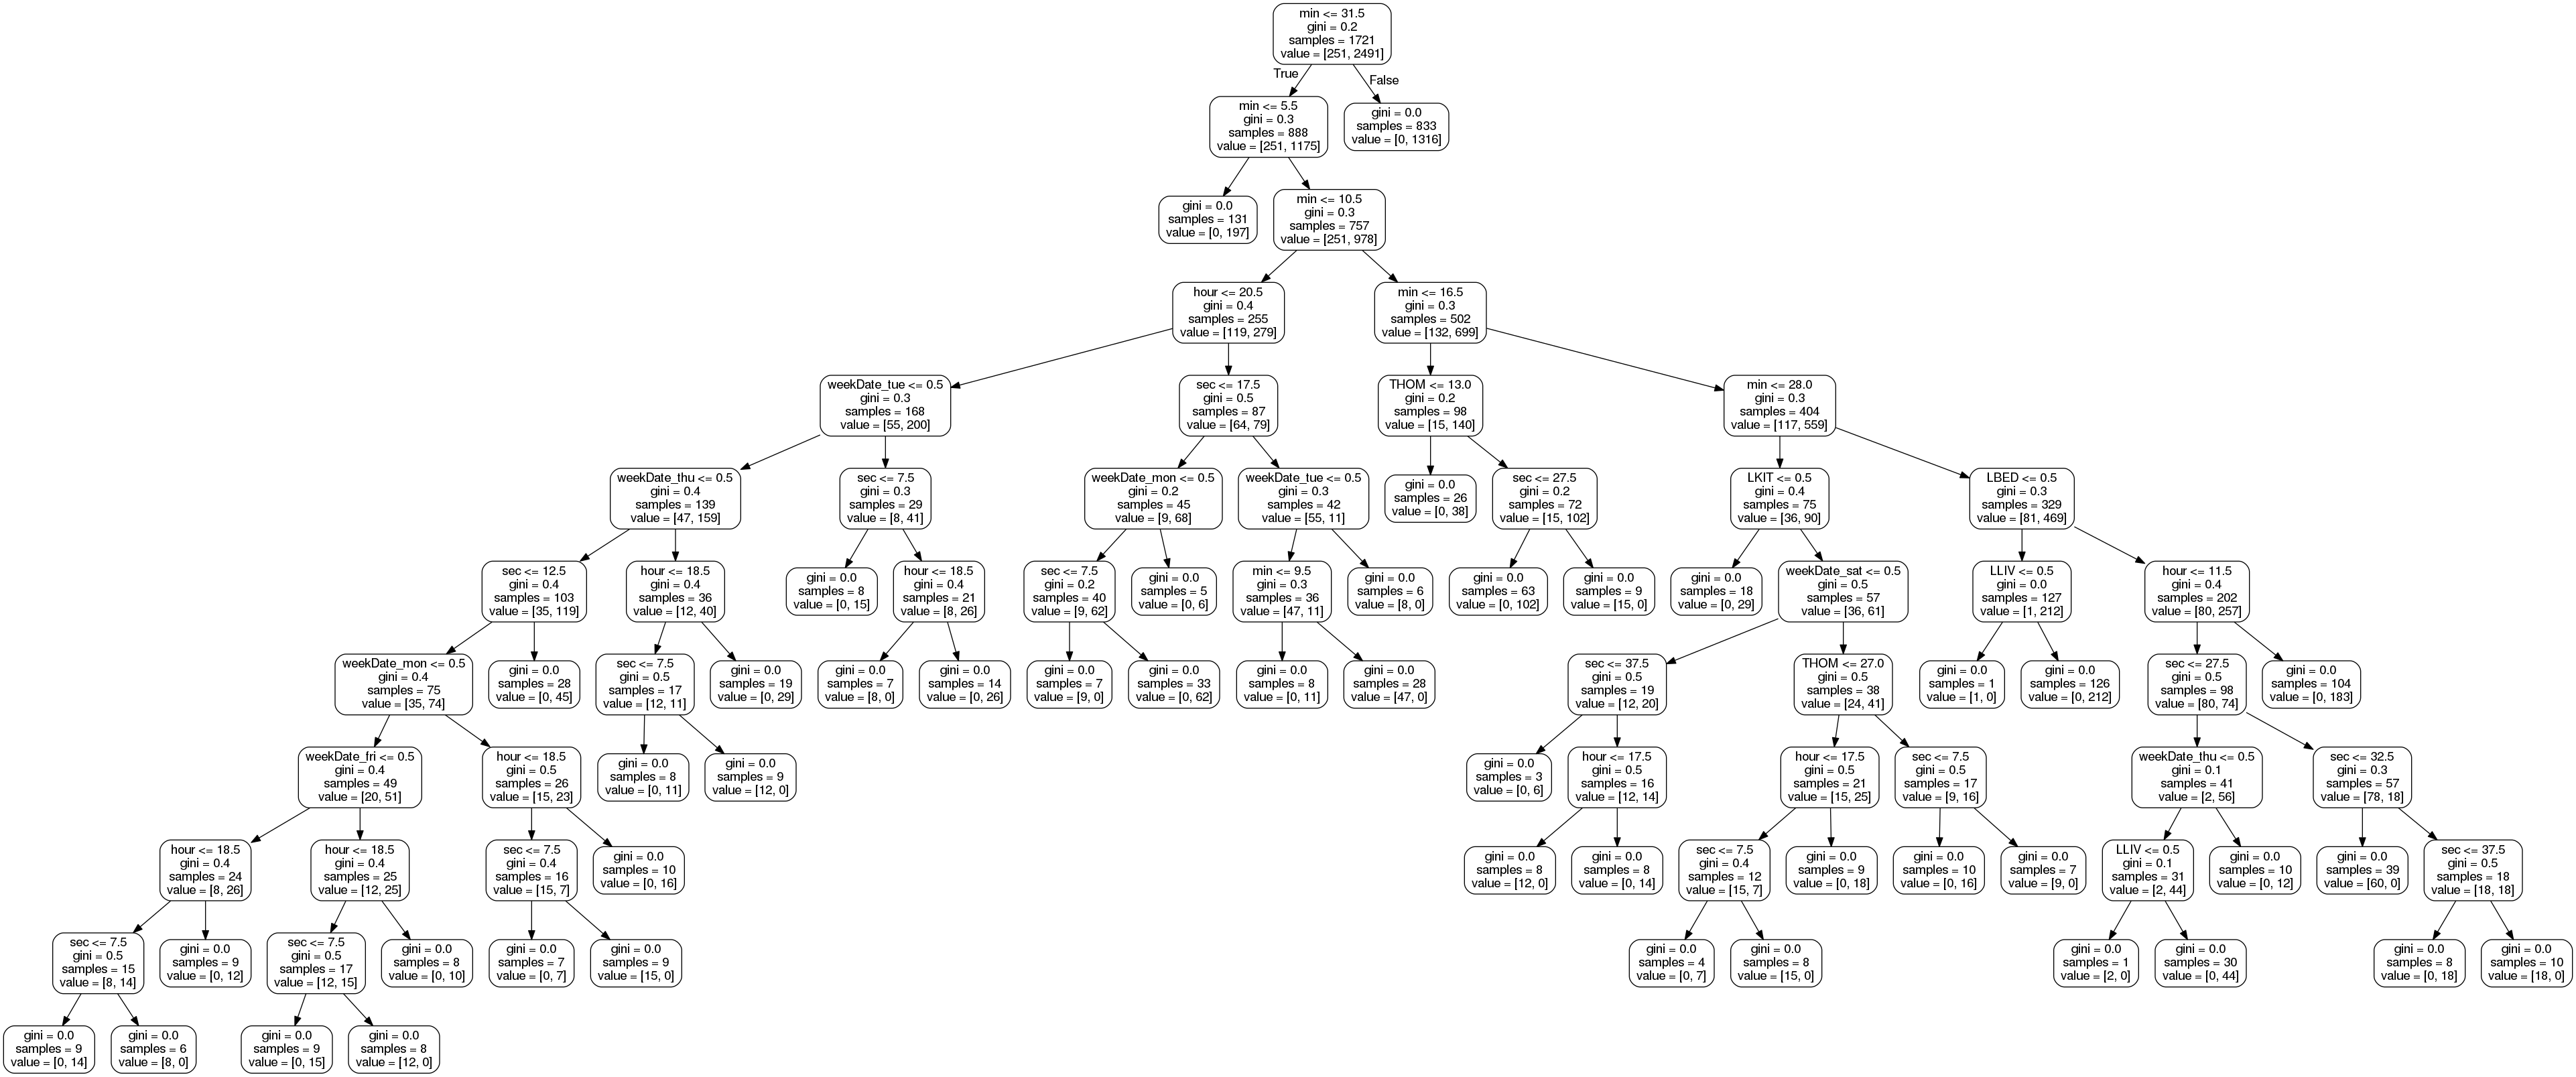 min <= 31.5
gini = 0.2
samples = 1721
value = [251, 2491]
True
False
min <= 5.5
gini = 0.3
samples = 888
value = [251, 1175]
gini = 0.0
samples = 833
value = [0, 1316]
gini = 0.0
samples = 131
value = [0, 197]
min <= 10.5
gini = 0.3
samples = 757
value = [251, 978]
hour <= 20.5
gini = 0.4
samples = 255
value = [119, 279]
min <= 16.5
gini = 0.3
samples = 502
value = [132, 699]
weekDate_tue <= 0.5
gini = 0.3
samples = 168
value = [55, 200]
sec <= 17.5
gini = 0.5
samples = 87
value = [64, 79]
THOM <= 13.0
gini = 0.2
samples = 98
value = [15, 140]
min <= 28.0
gini = 0.3
samples = 404
value = [117, 559]
weekDate_thu <= 0.5
gini = 0.4
samples = 139
value = [47, 159]
sec <= 7.5
gini = 0.3
samples = 29
value = [8, 41]
weekDate_mon <= 0.5
gini = 0.2
samples = 45
value = [9, 68]
weekDate_tue <= 0.5
gini = 0.3
samples = 42
value = [55, 11]
gini = 0.0
samples = 26
value = [0, 38]
sec <= 27.5
gini = 0.2
samples = 72
value = [15, 102]
LKIT <= 0.5
gini = 0.4
samples = 75
value = [36, 90]
LBED <= 0.5
gini = 0.3
samples = 329
value = [81, 469]
sec <= 12.5
gini = 0.4
samples = 103
value = [35, 119]
hour <= 18.5
gini = 0.4
samples = 36
value = [12, 40]
gini = 0.0
samples = 8
value = [0, 15]
hour <= 18.5
gini = 0.4
samples = 21
value = [8, 26]
sec <= 7.5
gini = 0.2
samples = 40
value = [9, 62]
gini = 0.0
samples = 5
value = [0, 6]
min <= 9.5
gini = 0.3
samples = 36
value = [47, 11]
gini = 0.0
samples = 6
value = [8, 0]
gini = 0.0
samples = 63
value = [0, 102]
gini = 0.0
samples = 9
value = [15, 0]
gini = 0.0
samples = 18
value = [0, 29]
weekDate_sat <= 0.5
gini = 0.5
samples = 57
value = [36, 61]
LLIV <= 0.5
gini = 0.0
samples = 127
value = [1, 212]
hour <= 11.5
gini = 0.4
samples = 202
value = [80, 257]
weekDate_mon <= 0.5
gini = 0.4
samples = 75
value = [35, 74]
gini = 0.0
samples = 28
value = [0, 45]
sec <= 7.5
gini = 0.5
samples = 17
value = [12, 11]
gini = 0.0
samples = 19
value = [0, 29]
gini = 0.0
samples = 7
value = [8, 0]
gini = 0.0
samples = 14
value = [0, 26]
gini = 0.0
samples = 7
value = [9, 0]
gini = 0.0
samples = 33
value = [0, 62]
gini = 0.0
samples = 8
value = [0, 11]
gini = 0.0
samples = 28
value = [47, 0]
sec <= 37.5
gini = 0.5
samples = 19
value = [12, 20]
THOM <= 27.0
gini = 0.5
samples = 38
value = [24, 41]
gini = 0.0
samples = 1
value = [1, 0]
gini = 0.0
samples = 126
value = [0, 212]
sec <= 27.5
gini = 0.5
samples = 98
value = [80, 74]
gini = 0.0
samples = 104
value = [0, 183]
weekDate_fri <= 0.5
gini = 0.4
samples = 49
value = [20, 51]
hour <= 18.5
gini = 0.5
samples = 26
value = [15, 23]
gini = 0.0
samples = 8
value = [0, 11]
gini = 0.0
samples = 9
value = [12, 0]
gini = 0.0
samples = 3
value = [0, 6]
hour <= 17.5
gini = 0.5
samples = 16
value = [12, 14]
hour <= 17.5
gini = 0.5
samples = 21
value = [15, 25]
sec <= 7.5
gini = 0.5
samples = 17
value = [9, 16]
weekDate_thu <= 0.5
gini = 0.1
samples = 41
value = [2, 56]
sec <= 32.5
gini = 0.3
samples = 57
value = [78, 18]
hour <= 18.5
gini = 0.4
samples = 24
value = [8, 26]
hour <= 18.5
gini = 0.4
samples = 25
value = [12, 25]
sec <= 7.5
gini = 0.4
samples = 16
value = [15, 7]
gini = 0.0
samples = 10
value = [0, 16]
gini = 0.0
samples = 8
value = [12, 0]
gini = 0.0
samples = 8
value = [0, 14]
sec <= 7.5
gini = 0.4
samples = 12
value = [15, 7]
gini = 0.0
samples = 9
value = [0, 18]
gini = 0.0
samples = 10
value = [0, 16]
gini = 0.0
samples = 7
value = [9, 0]
LLIV <= 0.5
gini = 0.1
samples = 31
value = [2, 44]
gini = 0.0
samples = 10
value = [0, 12]
gini = 0.0
samples = 39
value = [60, 0]
sec <= 37.5
gini = 0.5
samples = 18
value = [18, 18]
sec <= 7.5
gini = 0.5
samples = 15
value = [8, 14]
gini = 0.0
samples = 9
value = [0, 12]
sec <= 7.5
gini = 0.5
samples = 17
value = [12, 15]
gini = 0.0
samples = 8
value = [0, 10]
gini = 0.0
samples = 7
value = [0, 7]
gini = 0.0
samples = 9
value = [15, 0]
gini = 0.0
samples = 4
value = [0, 7]
gini = 0.0
samples = 8
value = [15, 0]
gini = 0.0
samples = 1
value = [2, 0]
gini = 0.0
samples = 30
value = [0, 44]
gini = 0.0
samples = 8
value = [0, 18]
gini = 0.0
samples = 10
value = [18, 0]
gini = 0.0
samples = 9
value = [0, 14]
gini = 0.0
samples = 6
value = [8, 0]
gini = 0.0
samples = 9
value = [0, 15]
gini = 0.0
samples = 8
value = [12, 0]